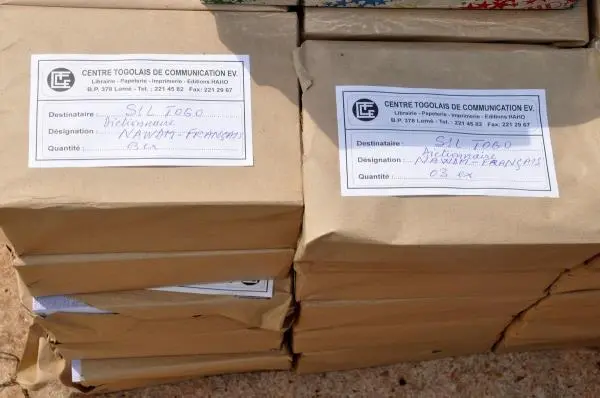 CENTRE TOGOLAIS DE COMMUNICATION EV.
Librairie - Papeterie - Imprimerie - Editions HAHO
B.P. 378 Lomé - Tel. : 221 45 82 Fax: 221 29 67
Destinataire : SIL TOGO
Dictionnaire
Désignation : NAWDM-FRANÇAIS
Quantité : 3 ex
CENTRE TOGOLAIS DE COMMUNICATION EV.
Librairie - Papeterie - Imprimerie - Editions HAHO
B.P. 378 Lomé - Tel. : 221 45 82 Fax: 221 29 67
Destinataire : SIL TOGO
Dictionnaire
Désignation : NAWDM-FRANÇAIS
Quantité : 03 ex